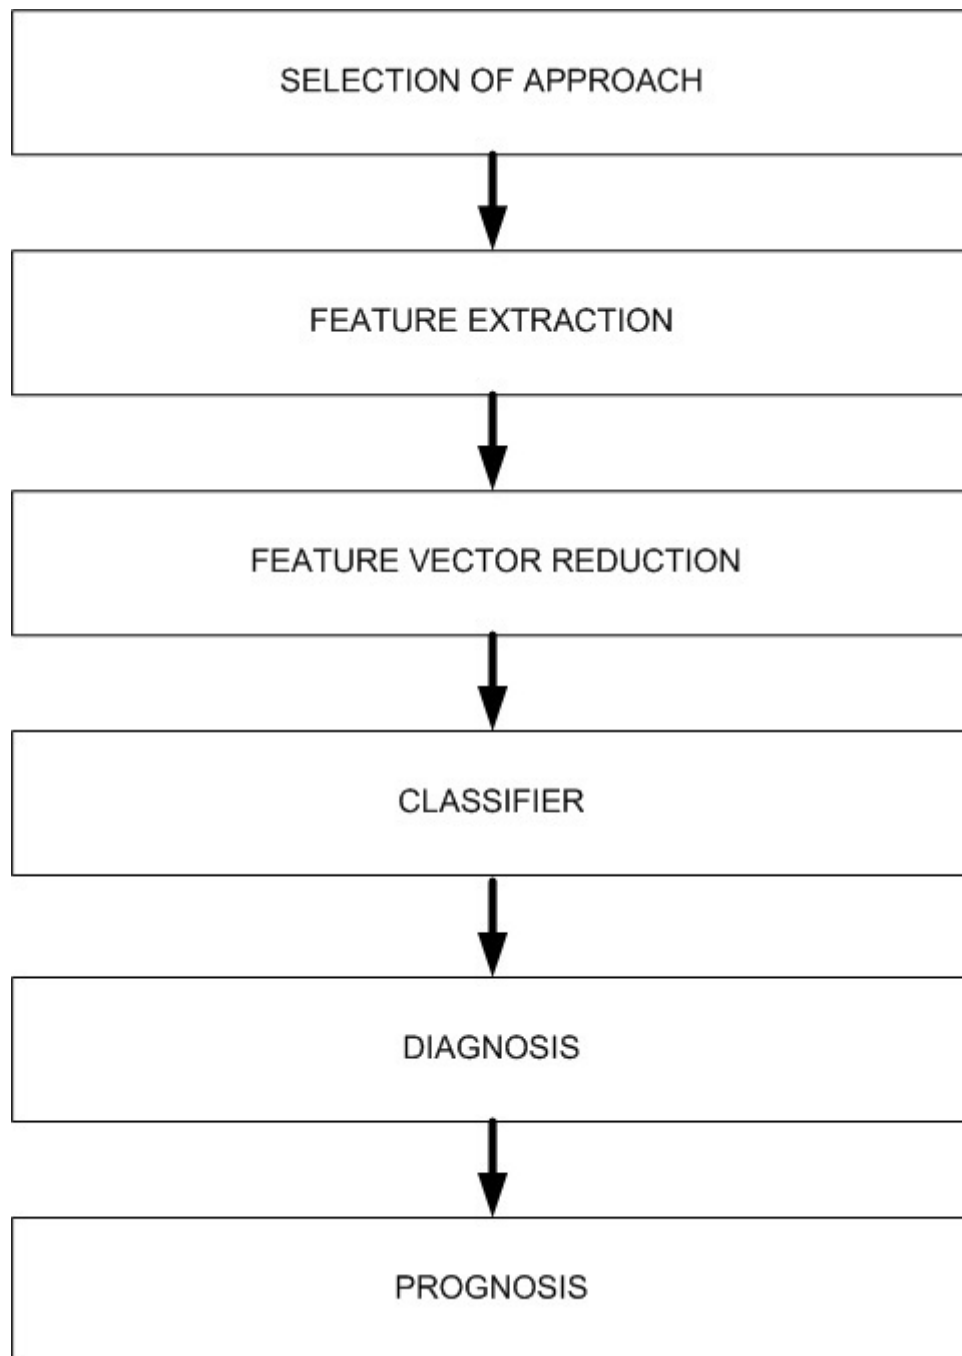 SELECTION OF APPROACH
FEATURE EXTRACTION
FEATURE VECTOR REDUCTION
CLASSIFIER
DIAGNOSIS
PROGNOSIS